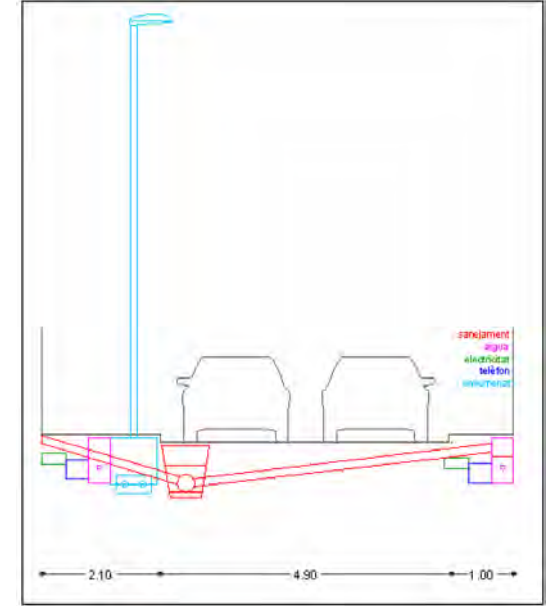 sanejament
aigua
electricitat
telèfon
enllumenat
2.10
4.90
1.00